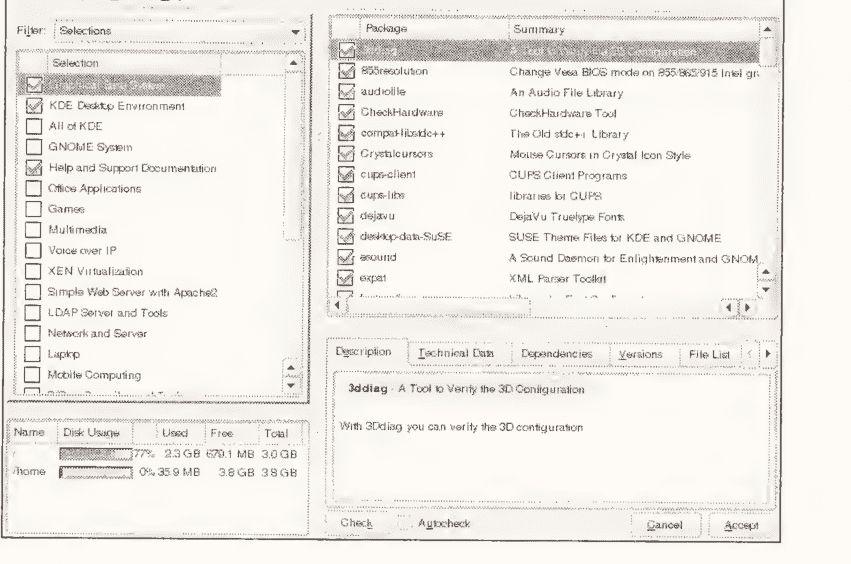 Filter: Selections
Selection
KDE Desktop Environment
All of KDE
GNOME System
Help and Support Documentation
Office Applications
Games
Multimedia
Voice over IP
XEN Virtualization
Simple Web Server with Apache2
LDAP Server and Tools
Network and Server
Laptop
Mobile Computing
Name Disk Usage Used Free Total
/ 77% 2.3 GB 679.1 MB 3.0 GB
/home 0% 35.9 MB 3.8 GB 3.8 GB
Package Summary
855resolution Change Vesa BIOS mode on 855/865/915 Intel gra
audiofile An Audio File Library
CheckHardware CheckHardware Tool
compat-libstdc++ The Old stdc++ Library
Crystalcursors Mouse Cursors in Crystal Icon Style
cups-client CUPS Client Programs
cups-libs libraries for CUPS
dejavu DejaVu Truetype Fonts
desktop-data-SuSE SUSE Theme Files for KDE and GNOME
esound A Sound Daemon for Enlightenment and GNOM
expat XML Parser Toolkit
Description Technical Data Dependencies Versions File List
3ddiag - A Tool to Verify the 3D Configuration
With 3Ddiag you can verify the 3D configuration
Check Autocheck Cancel Accept